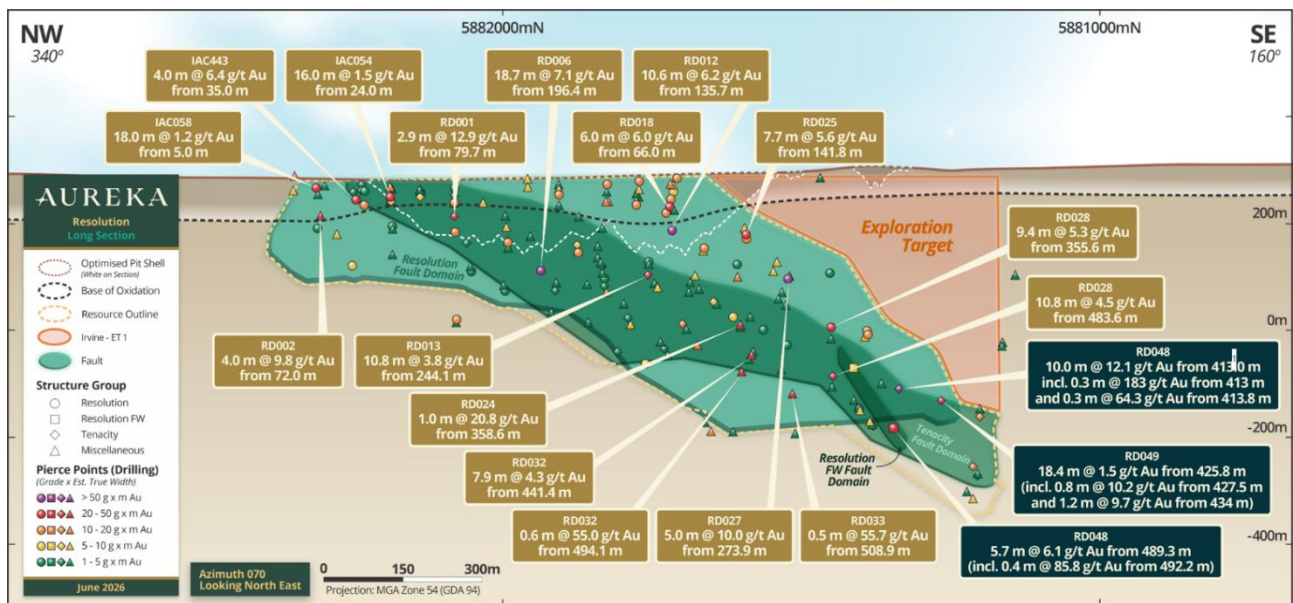 NW
340º
5882000mN
5881000mN
SE
160º
IAC443
4.0 m @ 6.4 g/t Au
from 35.0 m
IAC054
16.0 m @ 1.5 g/t Au
from 24.0 m
RD006
18.7 m @ 7.1 g/t Au
from 196.4 m
RD012
10.6 m @ 6.2 g/t Au
from 135.7 m
IAC058
18.0 m @ 1.2 g/t Au
from 5.0 m
RD001
2.9 m @ 12.9 g/t Au
from 79.7 m
RD018
6.0 m @ 6.0 g/t Au
from 66.0 m
RD025
7.7 m @ 5.6 g/t Au
from 141.8 m
AUREKA
Resolution
Long Section
Optimised Pit Shell
(White on Section)
Base of Oxidation
Resource Outline
Irvine - ET 1
Fault
Structure Group
Resolution
Resolution FW
Tenacity
Miscellaneous
Pierce Points (Drilling)
(Grade x Est. True Width)
> 50 g x m Au
20 - 50 g x m Au
10 - 20 g x m Au
5 - 10 g x m Au
1 - 5 g x m Au
June 2026
Resolution
Fault Domain
Exploration
Target
200m
0m
-200m
-400m
RD028
9.4 m @ 5.3 g/t Au
from 355.6 m
RD028
10.8 m @ 4.5 g/t Au
from 483.6 m
RD002
4.0 m @ 9.8 g/t Au
from 72.0 m
RD013
10.8 m @ 3.8 g/t Au
from 244.1 m
RD048
10.0 m @ 12.1 g/t Au from 413.0 m
incl. 0.3 m @ 183 g/t Au from 413 m
and 0.3 m @ 64.3 g/t Au from 413.8 m
RD024
1.0 m @ 20.8 g/t Au
from 358.6 m
Tenacity
Fault Domain
Resolution
FW Fault
Domain
RD032
7.9 m @ 4.3 g/t Au
from 441.4 m
RD049
18.4 m @ 1.5 g/t Au from 425.8 m
(incl. 0.8 m @ 10.2 g/t Au from 427.5 m
and 1.2 m @ 9.7 g/t Au from 434 m)
RD032
0.6 m @ 55.0 g/t Au
from 494.1 m
RD027
5.0 m @ 10.0 g/t Au
from 273.9 m
RD033
0.5 m @ 55.7 g/t Au
from 508.9 m
RD048
5.7 m @ 6.1 g/t Au from 489.3 m
(incl. 0.4 m @ 85.8 g/t Au from 492.2 m)
Azimuth 070
Looking North East
0 150 300m
Projection: MGA Zone 54 (GDA 94)